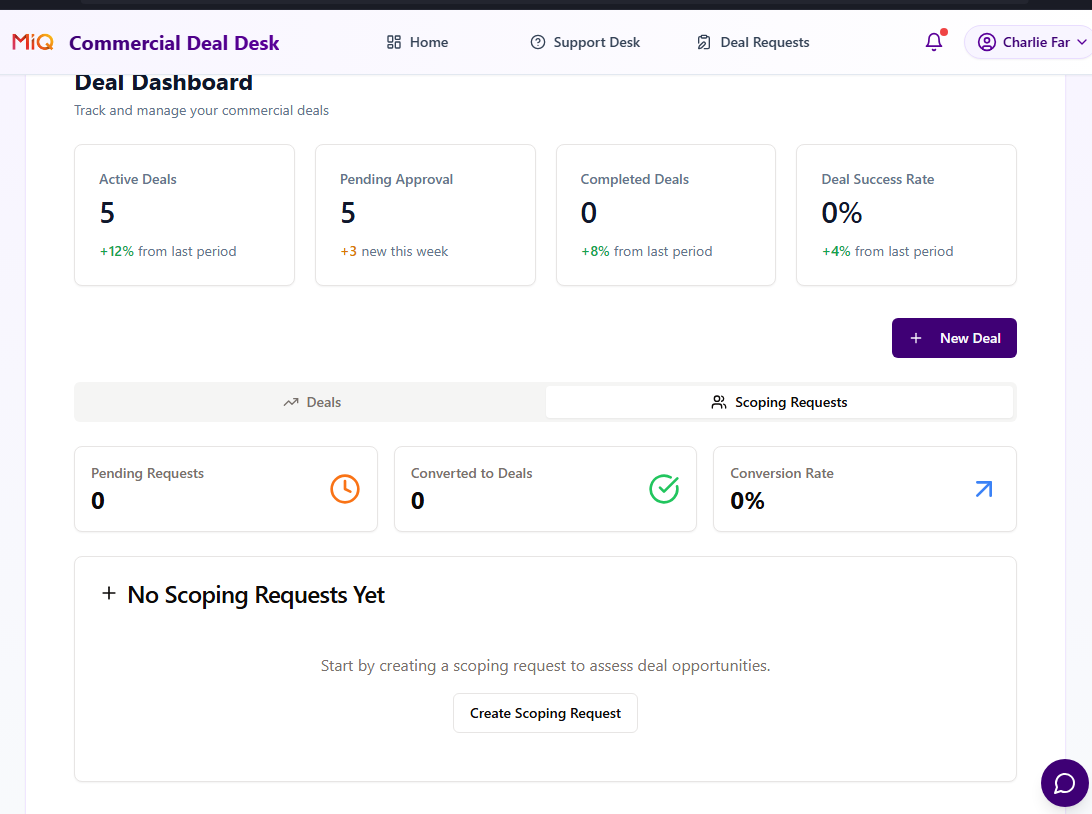 MiQ Commercial Deal Desk Home Support Desk Deal Requests Charlie Far
Deal Dashboard
Track and manage your commercial deals
Active Deals
5
+12% from last period
Pending Approval
5
+3 new this week
Completed Deals
0
+8% from last period
Deal Success Rate
0%
+4% from last period
+ New Deal
Deals
Scoping Requests
Pending Requests
0
Converted to Deals
0
Conversion Rate
0%
+ No Scoping Requests Yet
Start by creating a scoping request to assess deal opportunities.
Create Scoping Request